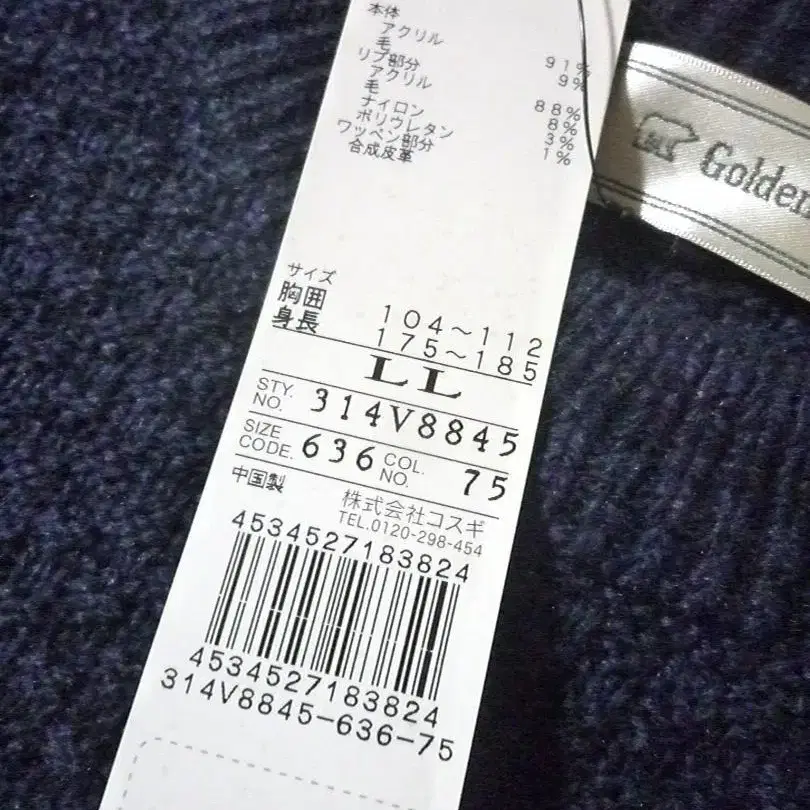 本体
アクリル 91%
毛 9%
リブ部分
アクリル 88%
毛 8%
ナイロン 3%
ポリウレタン 1%
ワッペン部分
合成皮革
サイズ
胸囲 104～112
身長 175～185
LL
STY. NO. 314V8845
SIZE CODE. 636 COL. NO. 75
中国製
株式会社コスギ
TEL.0120-298-454
4534527183824
4534527183824
314V8845-636-75
Golden